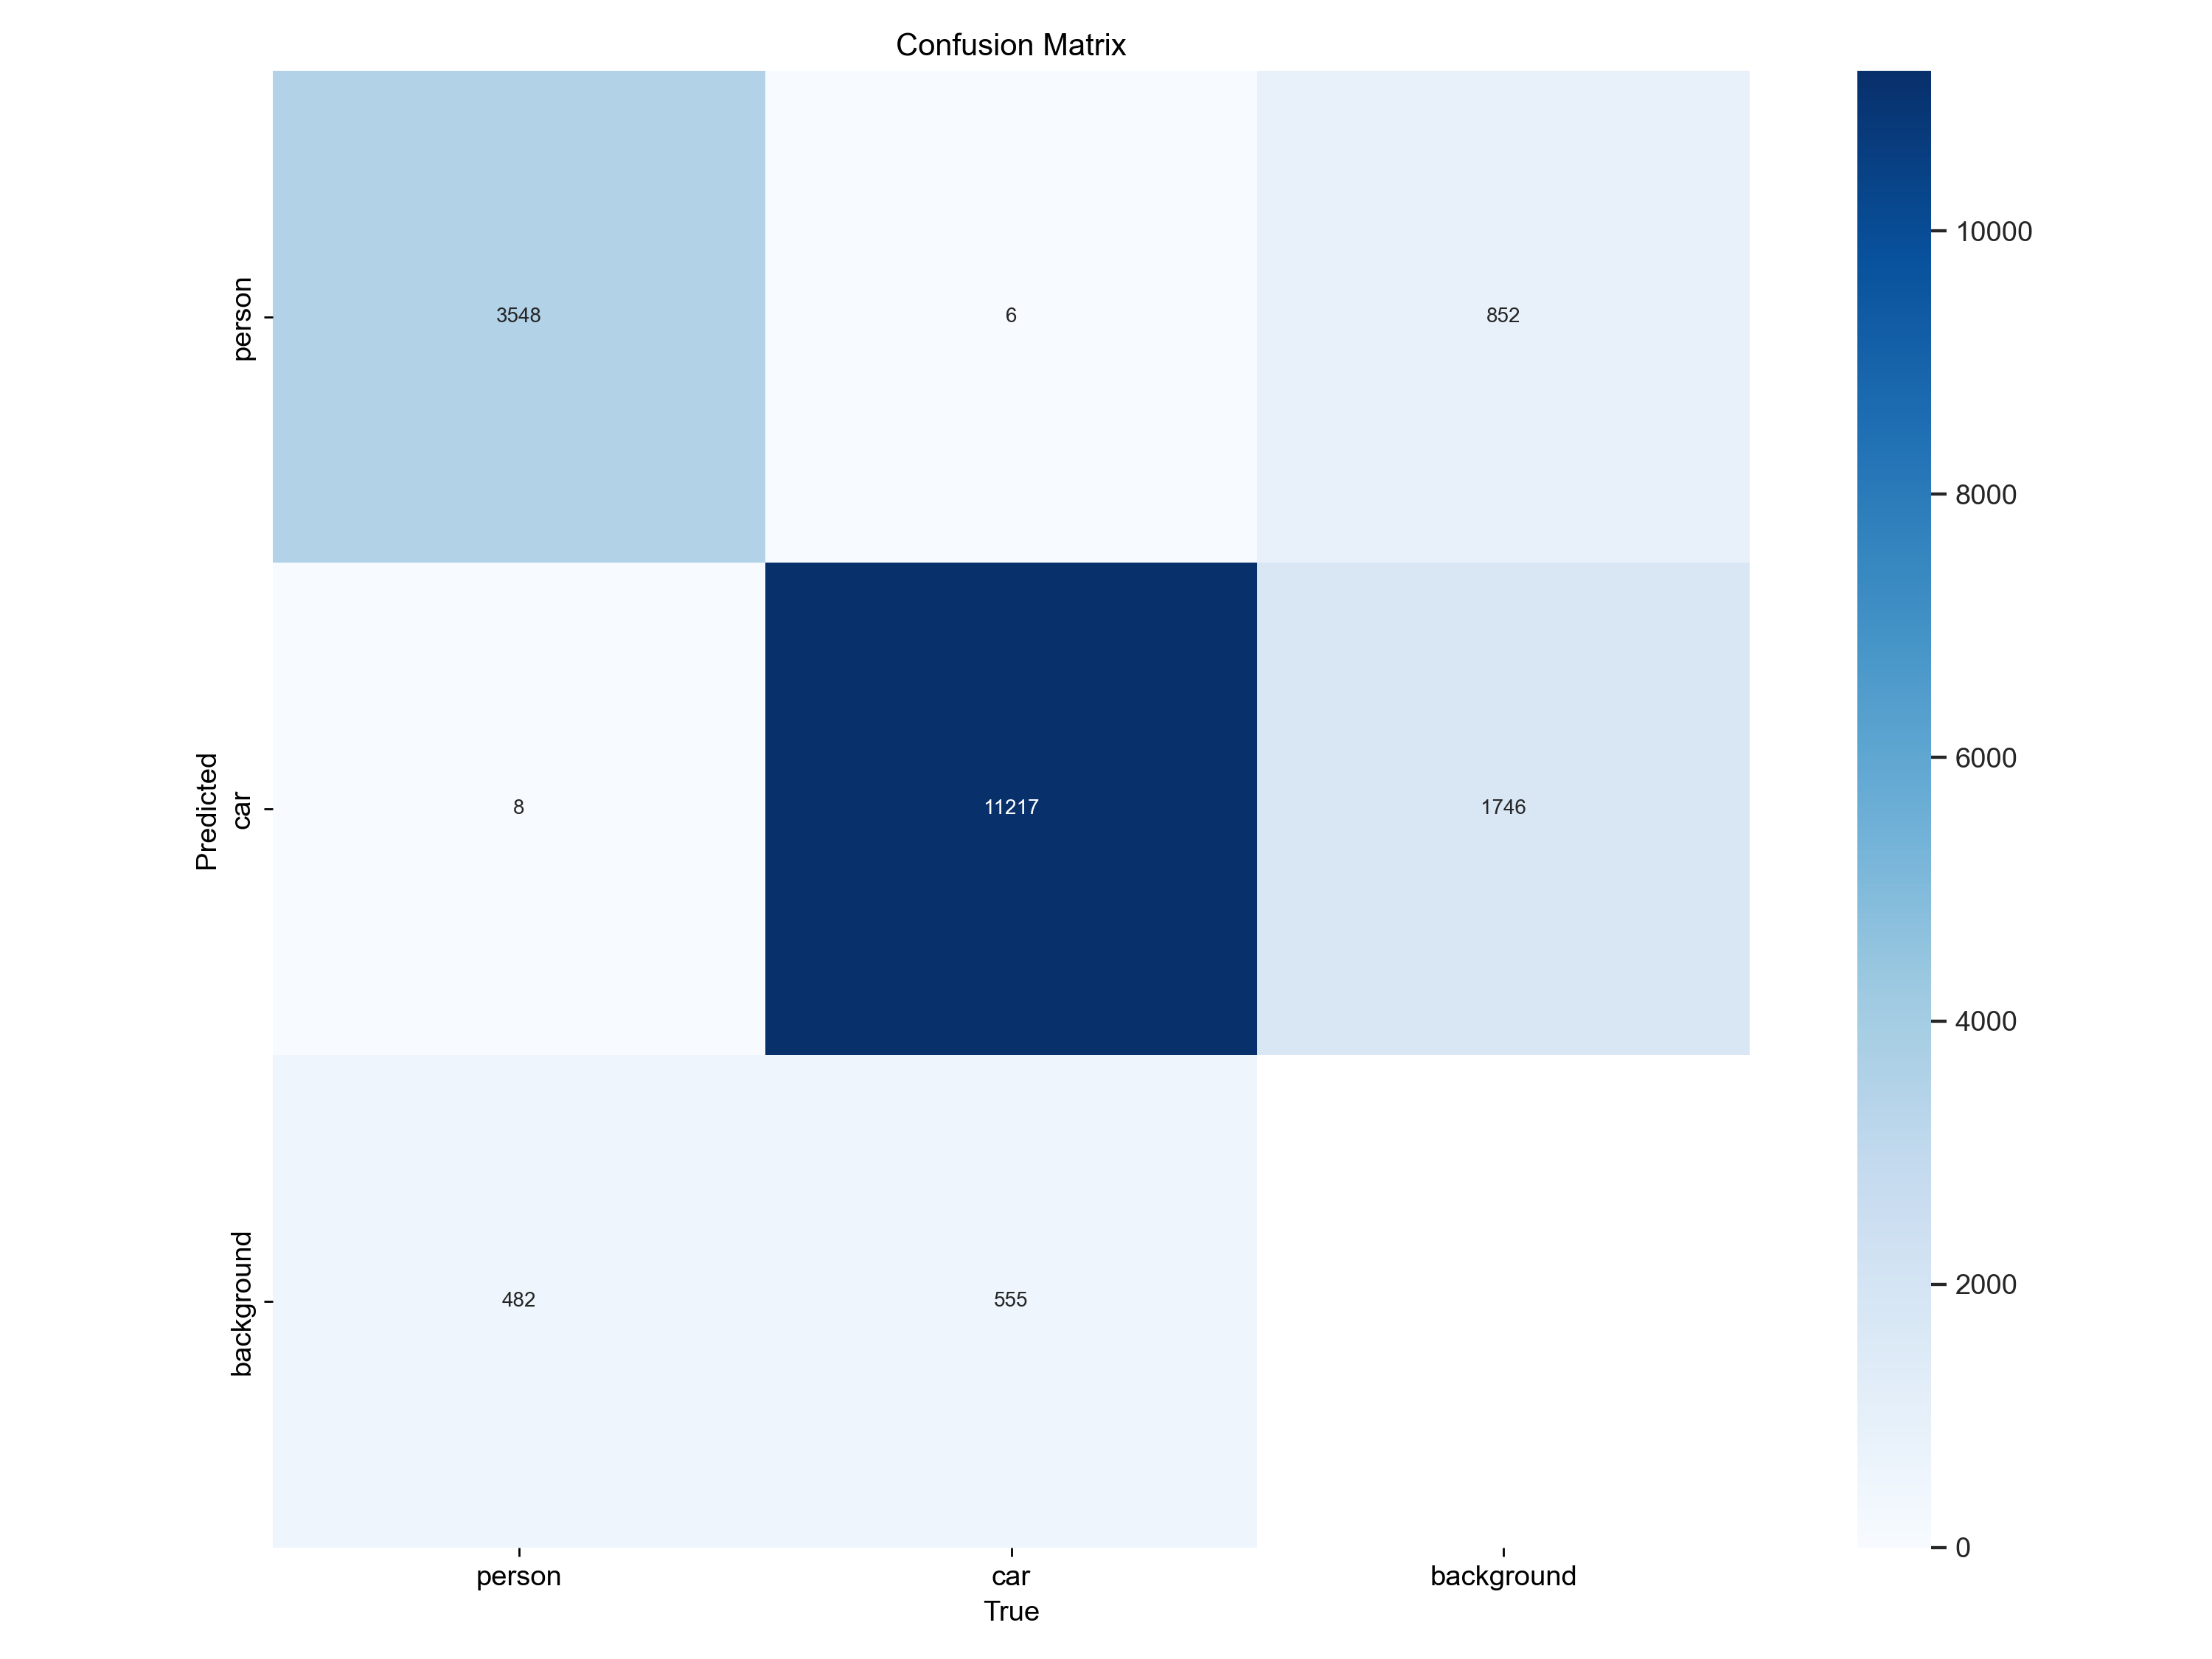 Confusion Matrix
person
3548
6
852
Predicted
car
8
11217
1746
background
482
555
person
car
background
True
10000
8000
6000
4000
2000
0